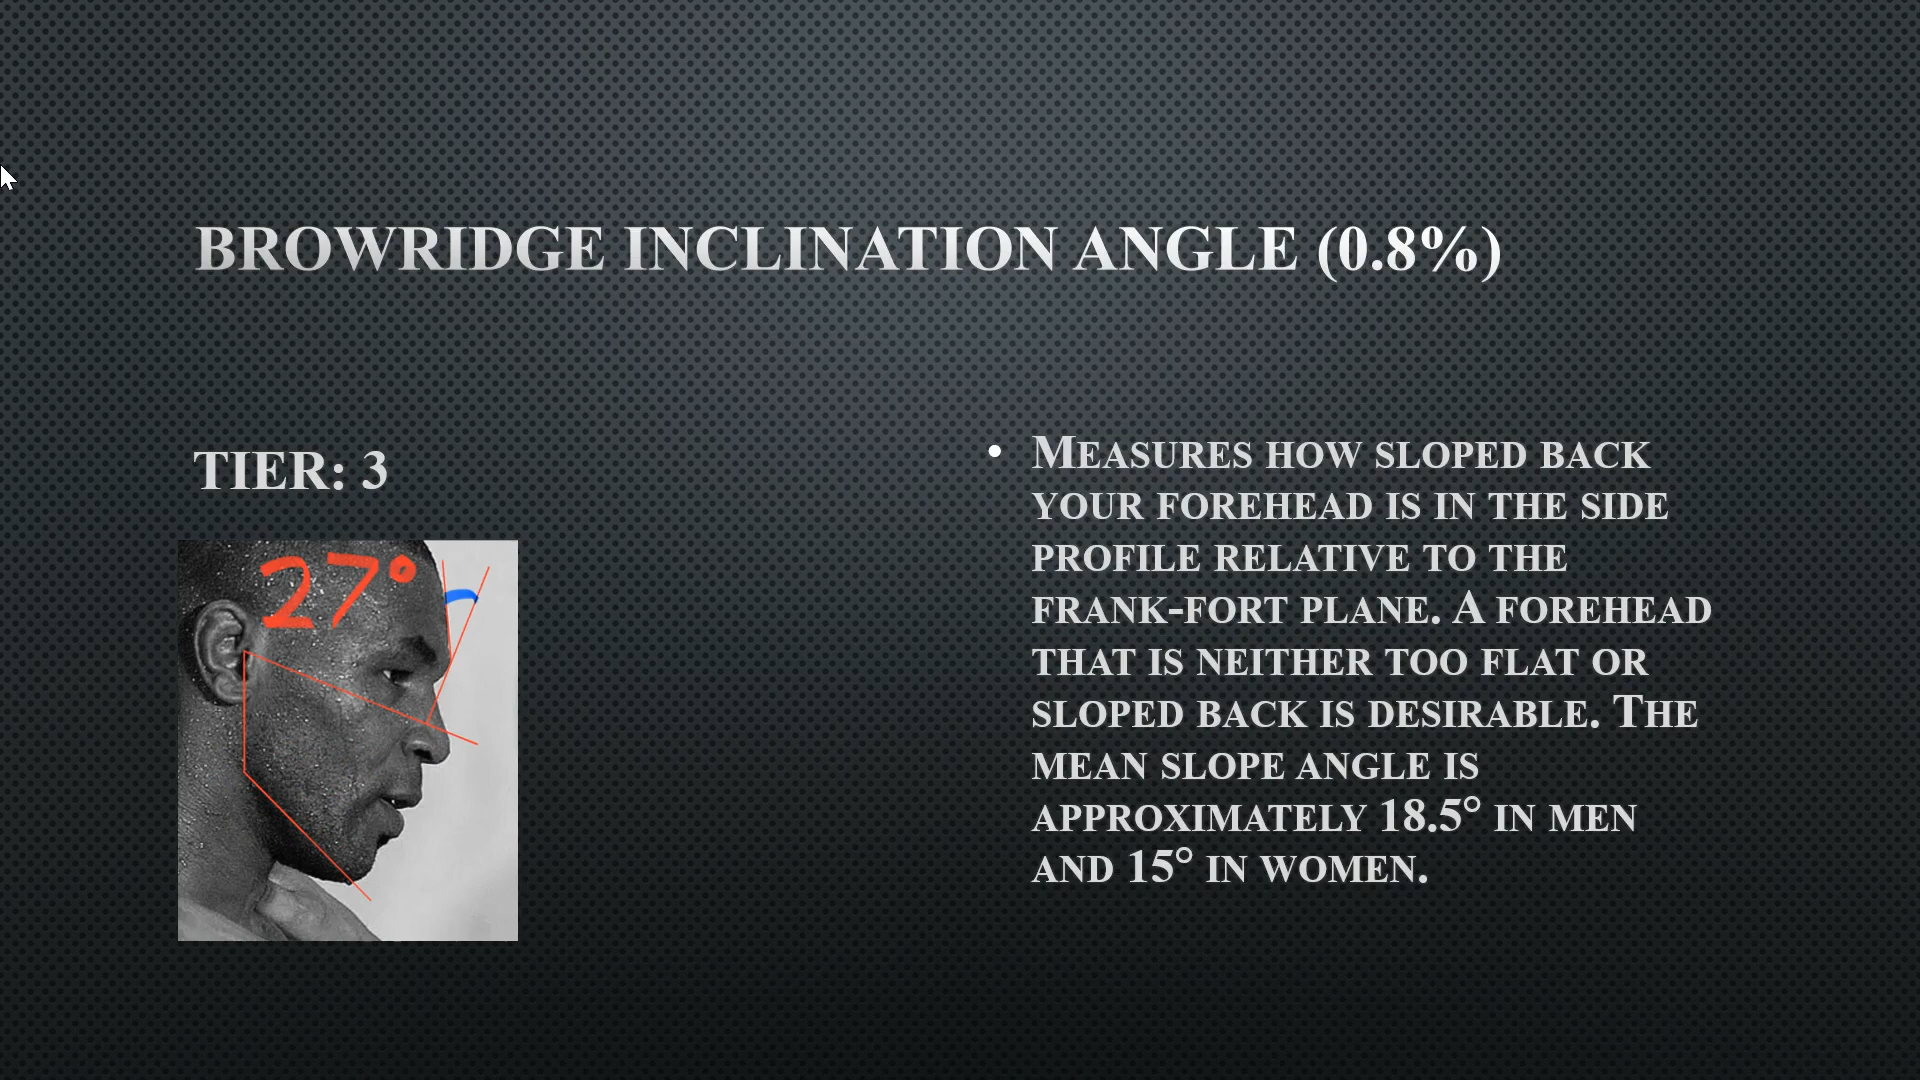 BROWRIDGE INCLINATION ANGLE (0.8%)
TIER: 3
27°
• MEASURES HOW SLOPED BACK
YOUR FOREHEAD IS IN THE SIDE
PROFILE RELATIVE TO THE
FRANK-FORT PLANE. A FOREHEAD
THAT IS NEITHER TOO FLAT OR
SLOPED BACK IS DESIRABLE. THE
MEAN SLOPE ANGLE IS
APPROXIMATELY 18.5° IN MEN
AND 15° IN WOMEN.